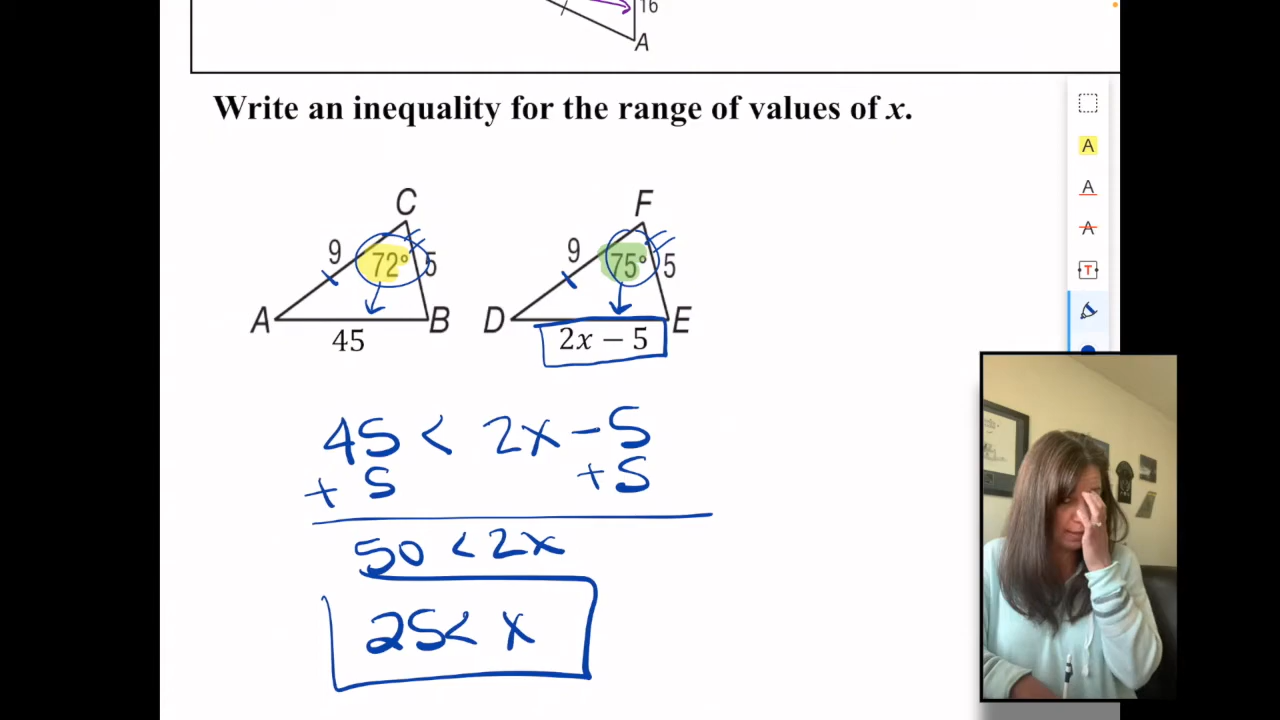 16
A
Write an inequality for the range of values of x.
C F
9 72° 5 9 75° 5
A B D E
45 2x − 5
A
A
A
T
45 < 2x − 5
+ 5 + 5
50 < 2x
25 < x